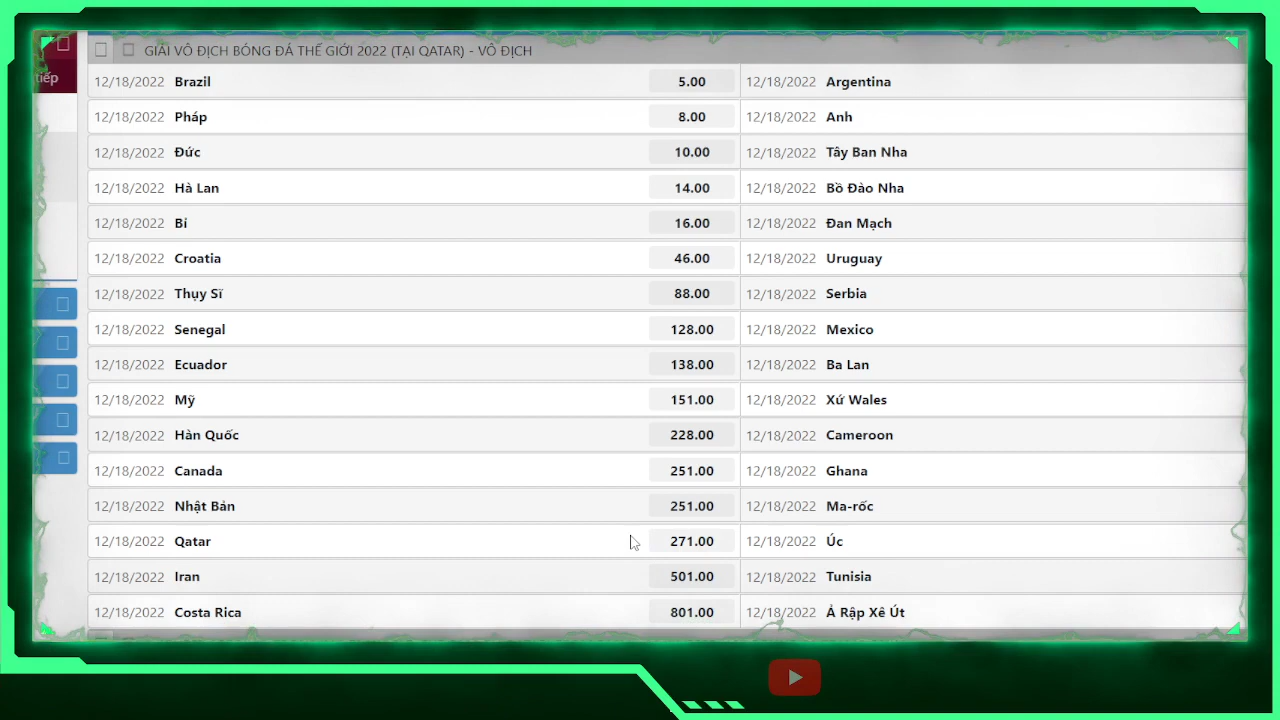 tiếp
GIẢI VÔ ĐỊCH BÓNG ĐÁ THẾ GIỚI 2022 (TẠI QATAR) - VÔ ĐỊCH
12/18/2022 Brazil 5.00 12/18/2022 Argentina
12/18/2022 Pháp 8.00 12/18/2022 Anh
12/18/2022 Đức 10.00 12/18/2022 Tây Ban Nha
12/18/2022 Hà Lan 14.00 12/18/2022 Bồ Đào Nha
12/18/2022 Bỉ 16.00 12/18/2022 Đan Mạch
12/18/2022 Croatia 46.00 12/18/2022 Uruguay
12/18/2022 Thụy Sĩ 88.00 12/18/2022 Serbia
12/18/2022 Senegal 128.00 12/18/2022 Mexico
12/18/2022 Ecuador 138.00 12/18/2022 Ba Lan
12/18/2022 Mỹ 151.00 12/18/2022 Xứ Wales
12/18/2022 Hàn Quốc 228.00 12/18/2022 Cameroon
12/18/2022 Canada 251.00 12/18/2022 Ghana
12/18/2022 Nhật Bản 251.00 12/18/2022 Ma-rốc
12/18/2022 Qatar 271.00 12/18/2022 Úc
12/18/2022 Iran 501.00 12/18/2022 Tunisia
12/18/2022 Costa Rica 801.00 12/18/2022 Ả Rập Xê Út